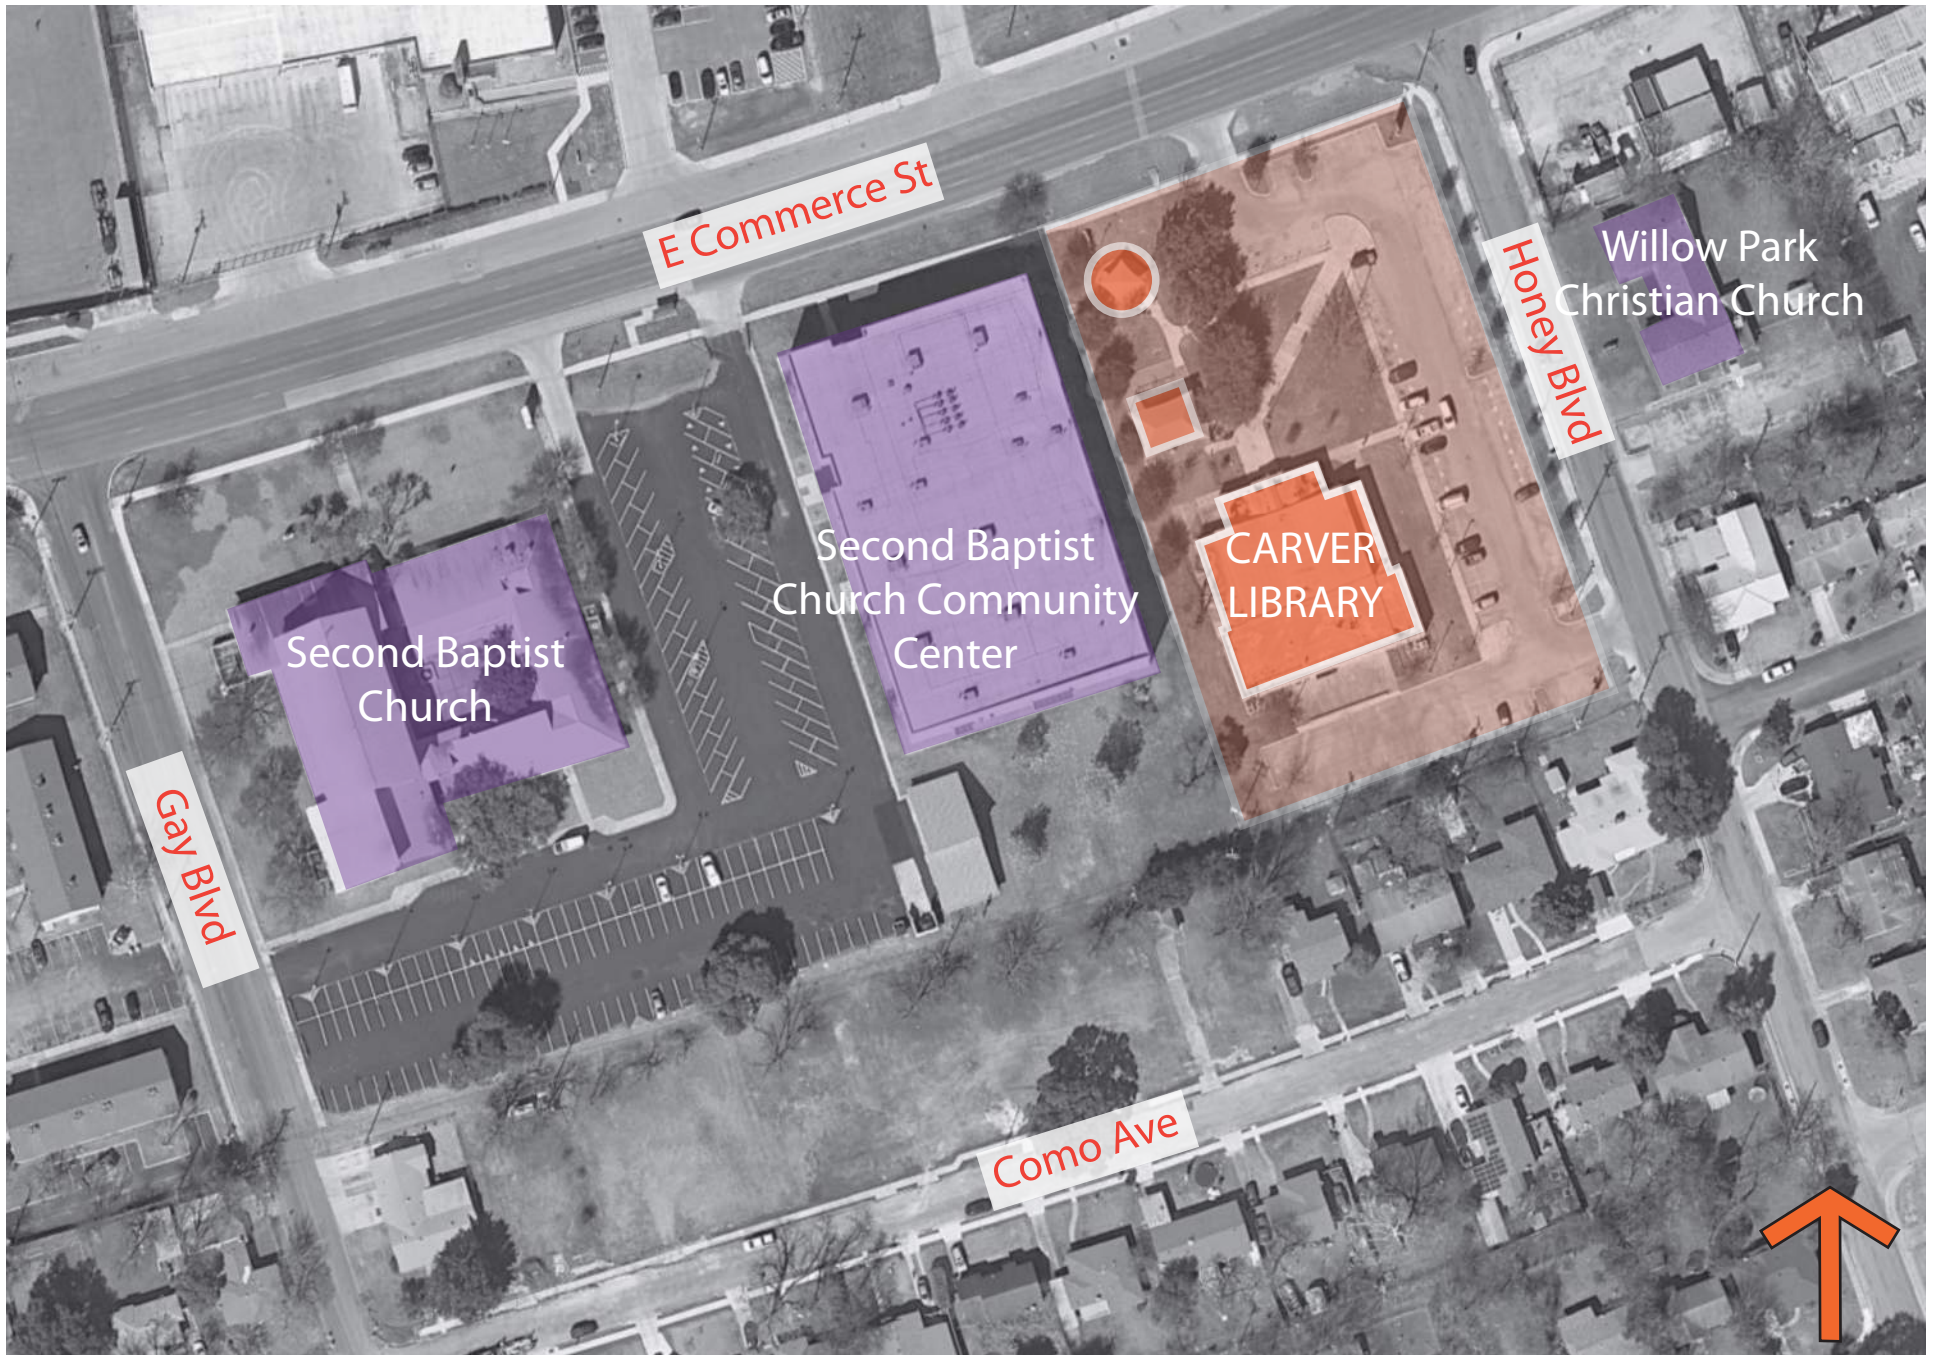 E Commerce St
Honey Blvd
Willow Park
Christian Church
Second Baptist
Church Community
Center
CARVER
LIBRARY
Second Baptist
Church
Gay Blvd
Como Ave